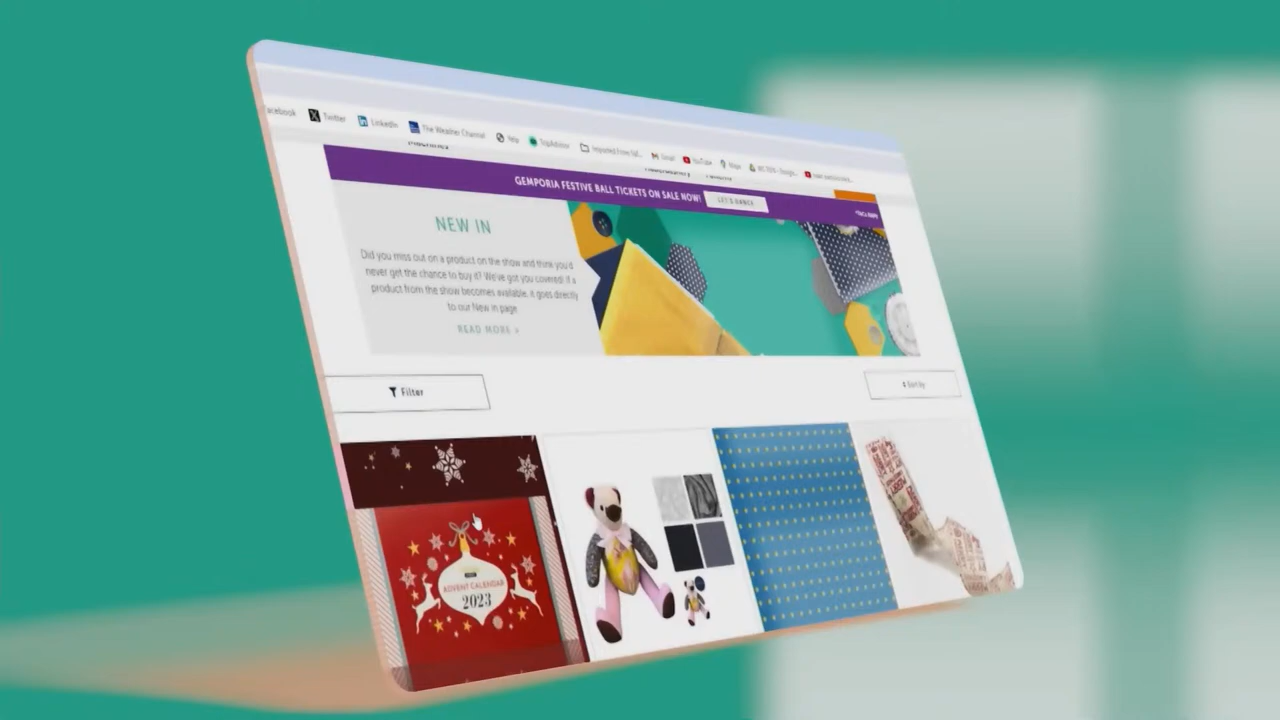 acebook
Twitter
LinkedIn
The Weather Channel
Yelp
TripAdvisor
Gmail
YouTube
Maps
GEMPORIA FESTIVE BALL TICKETS ON SALE NOW!
LET'S DANCE
NEW IN
Did you miss out on a product on the show and think you'd
never get the chance to buy it? We've got you covered! If a
product from the show becomes available, it goes directly
to our New in page
READ MORE >
Filter
Sort by
ADVENT CALENDAR
2023